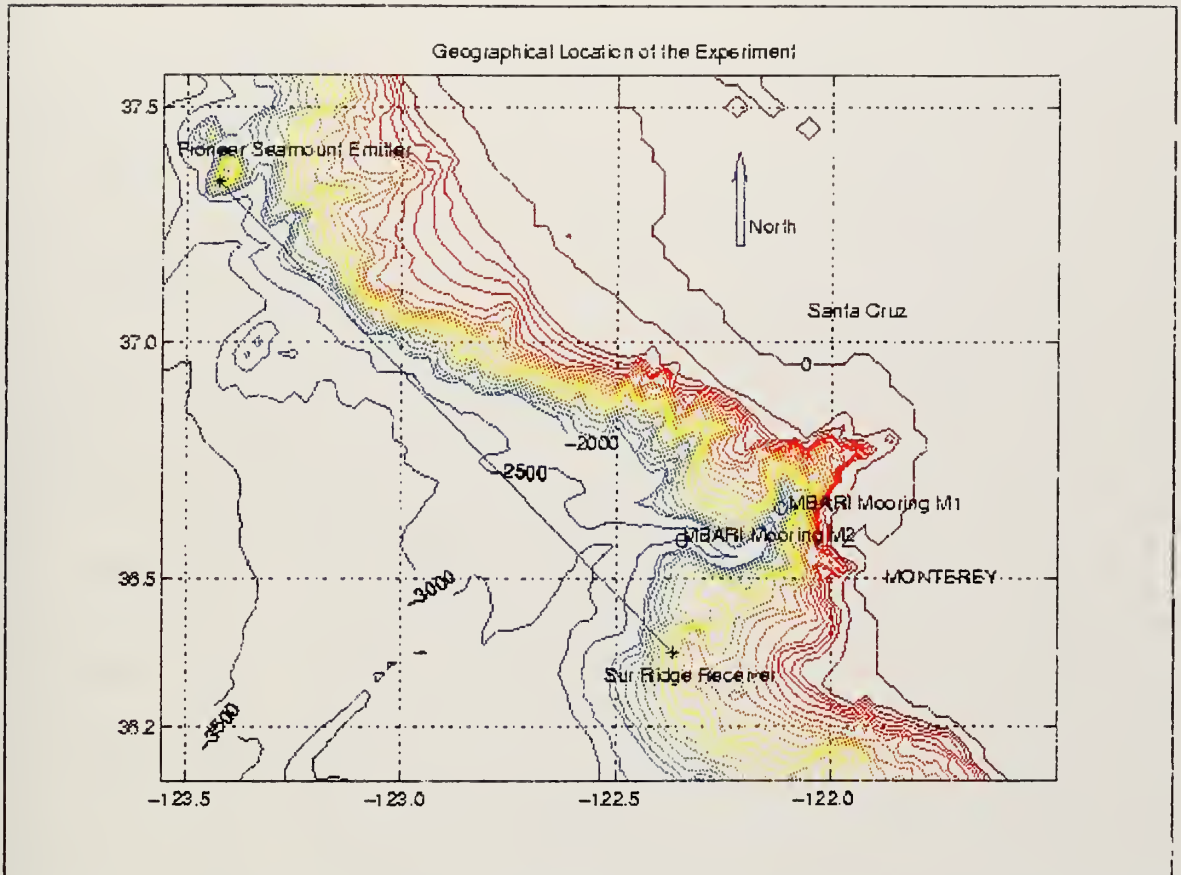 Geographical Location of the Experiment
37.5
Pioneer Seamount Emitter
North
Santa Cruz
37.0
0
-2000
-2500
MBARI Mooring M1
MBARI Mooring M2
36.5
-3000
MONTEREY
Sur Ridge Receiver
-3500
36.2
-123.5
-123.0
-122.5
-122.0